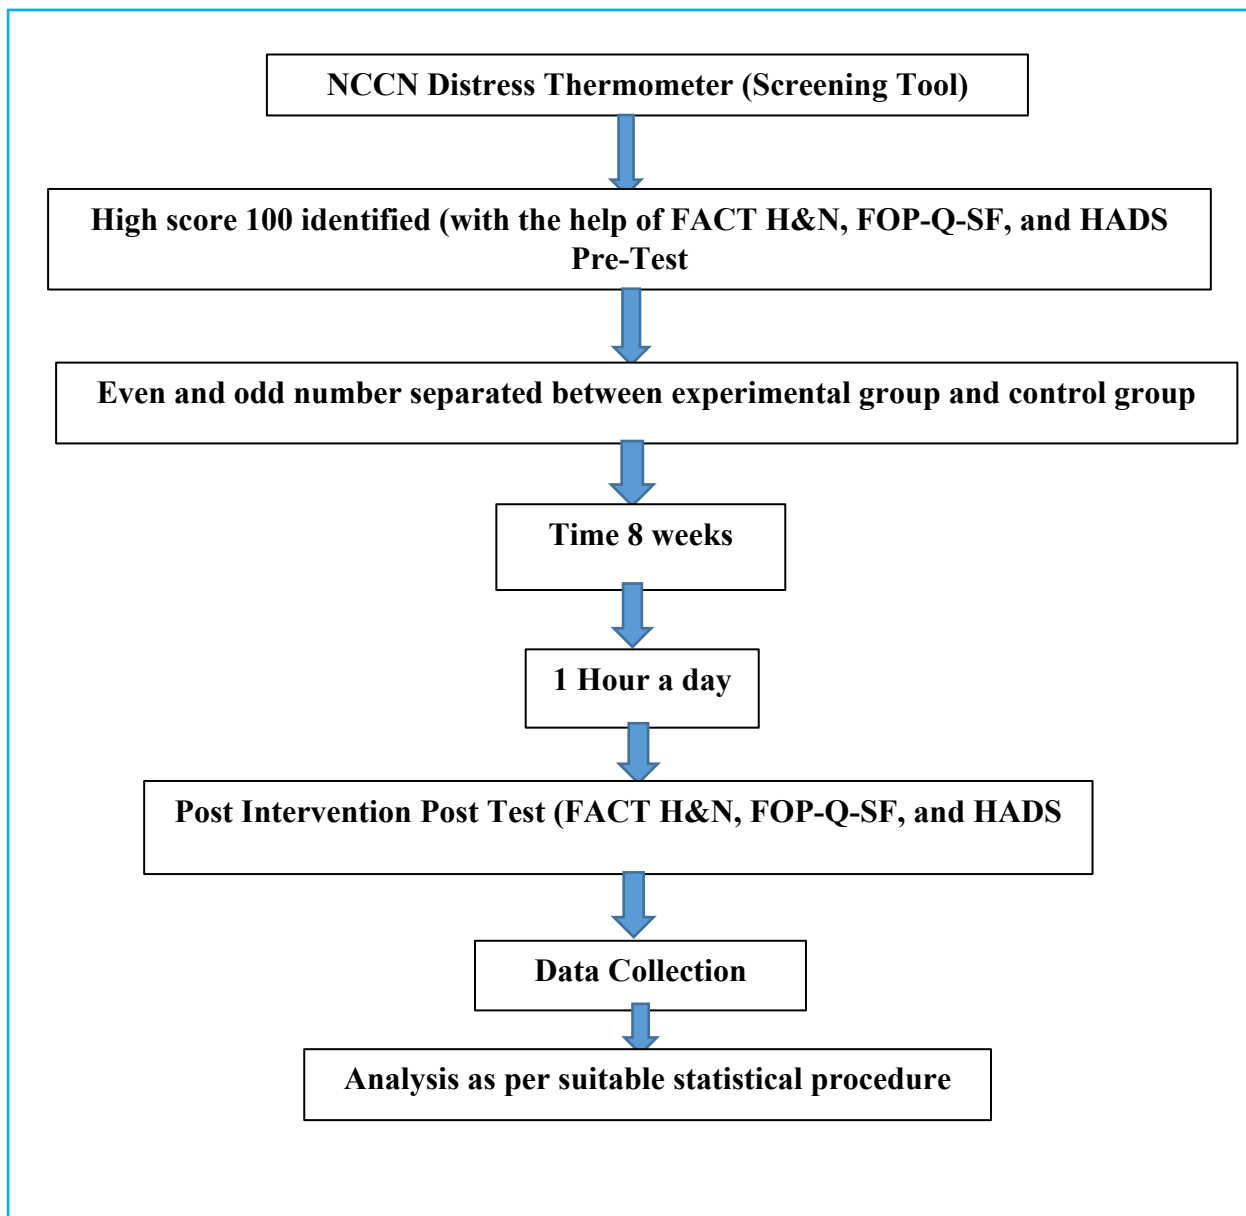 NCCN Distress Thermometer (Screening Tool)
High score 100 identified (with the help of FACT H&N, FOP-Q-SF, and HADS
Pre-Test
Even and odd number separated between experimental group and control group
Time 8 weeks
1 Hour a day
Post Intervention Post Test (FACT H&N, FOP-Q-SF, and HADS
Data Collection
Analysis as per suitable statistical procedure